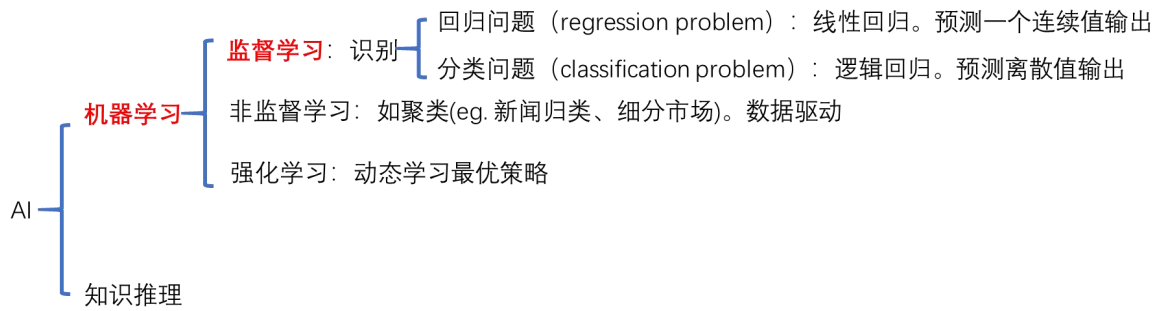 回归问题（regression problem）：线性回归。预测一个连续值输出
监督学习：识别
分类问题（classification problem）：逻辑回归。预测离散值输出
机器学习
非监督学习：如聚类(eg. 新闻归类、细分市场)。数据驱动
强化学习：动态学习最优策略
AI
知识推理